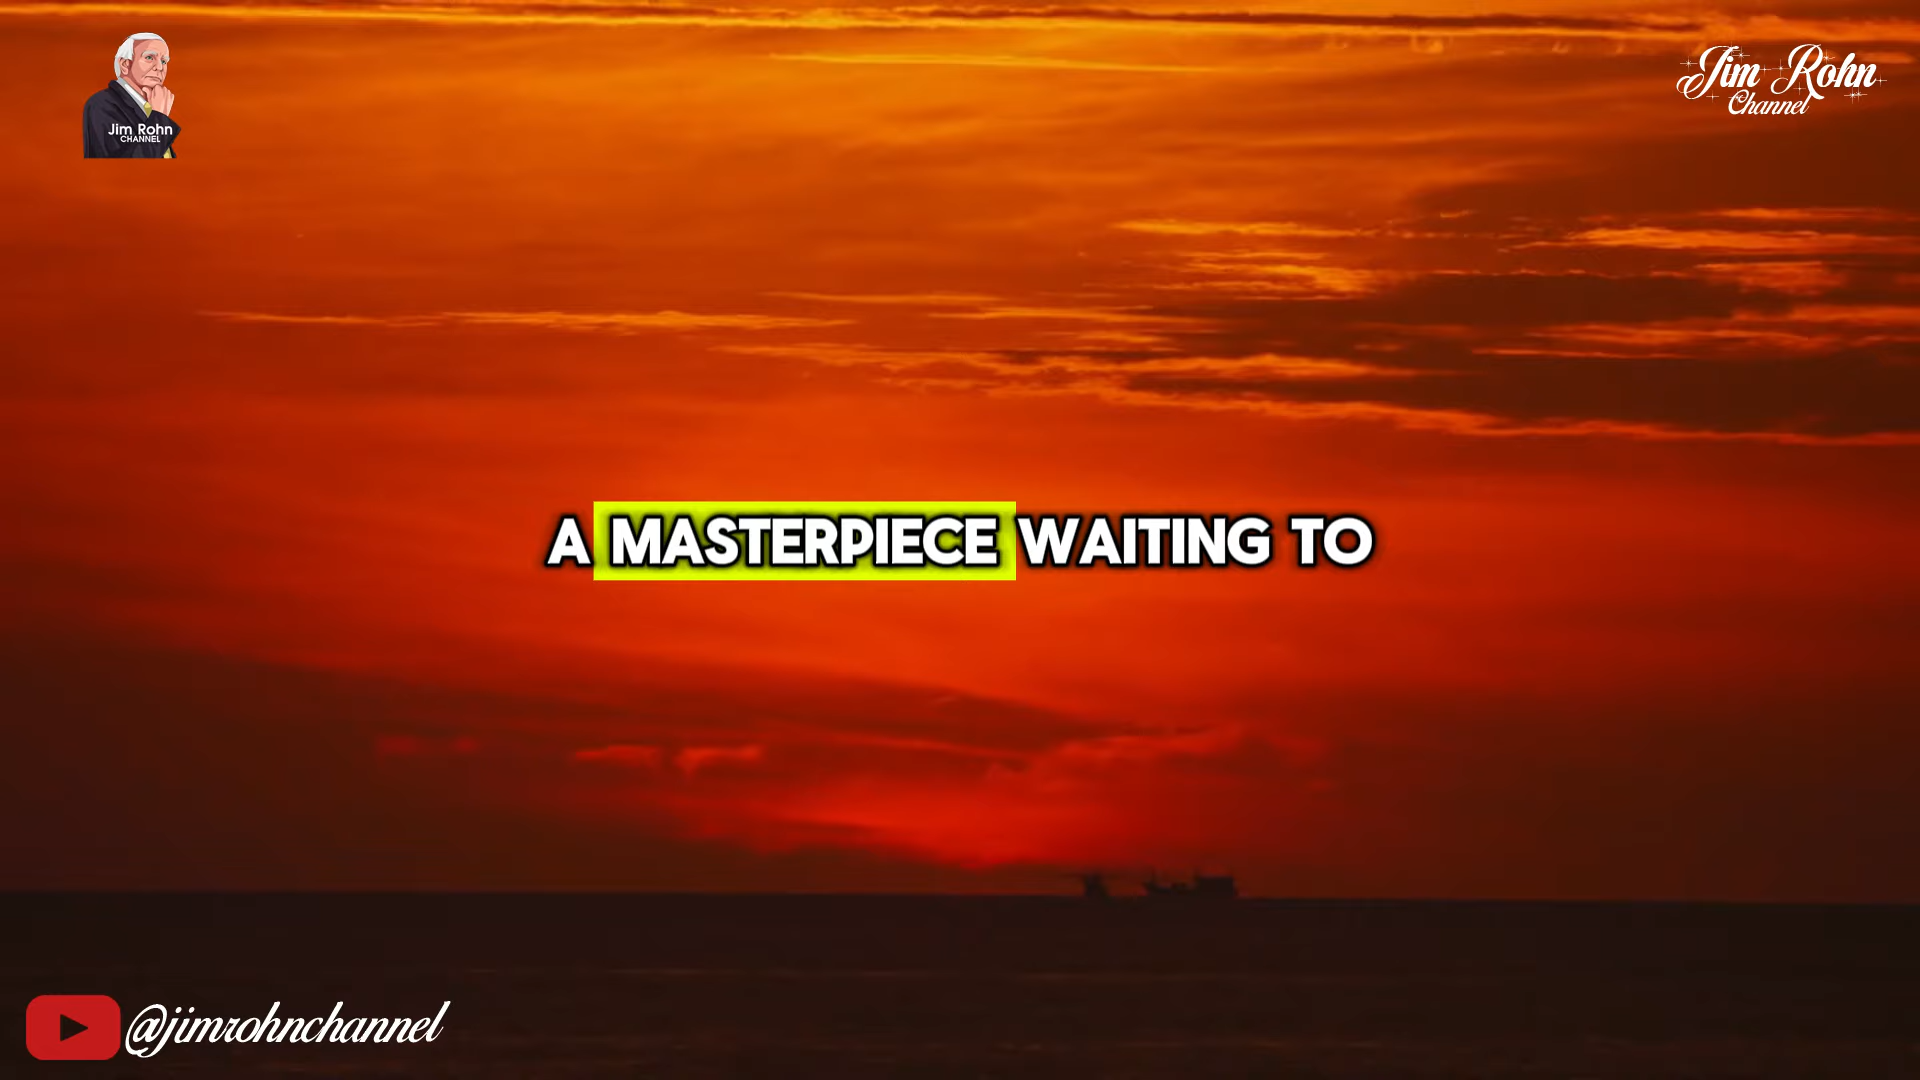 Jim Rohn
CHANNEL
Jim Rohn
Channel
A MASTERPIECE WAITING TO
@jimrohnchannel